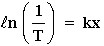 ℓn (1/T) = kx